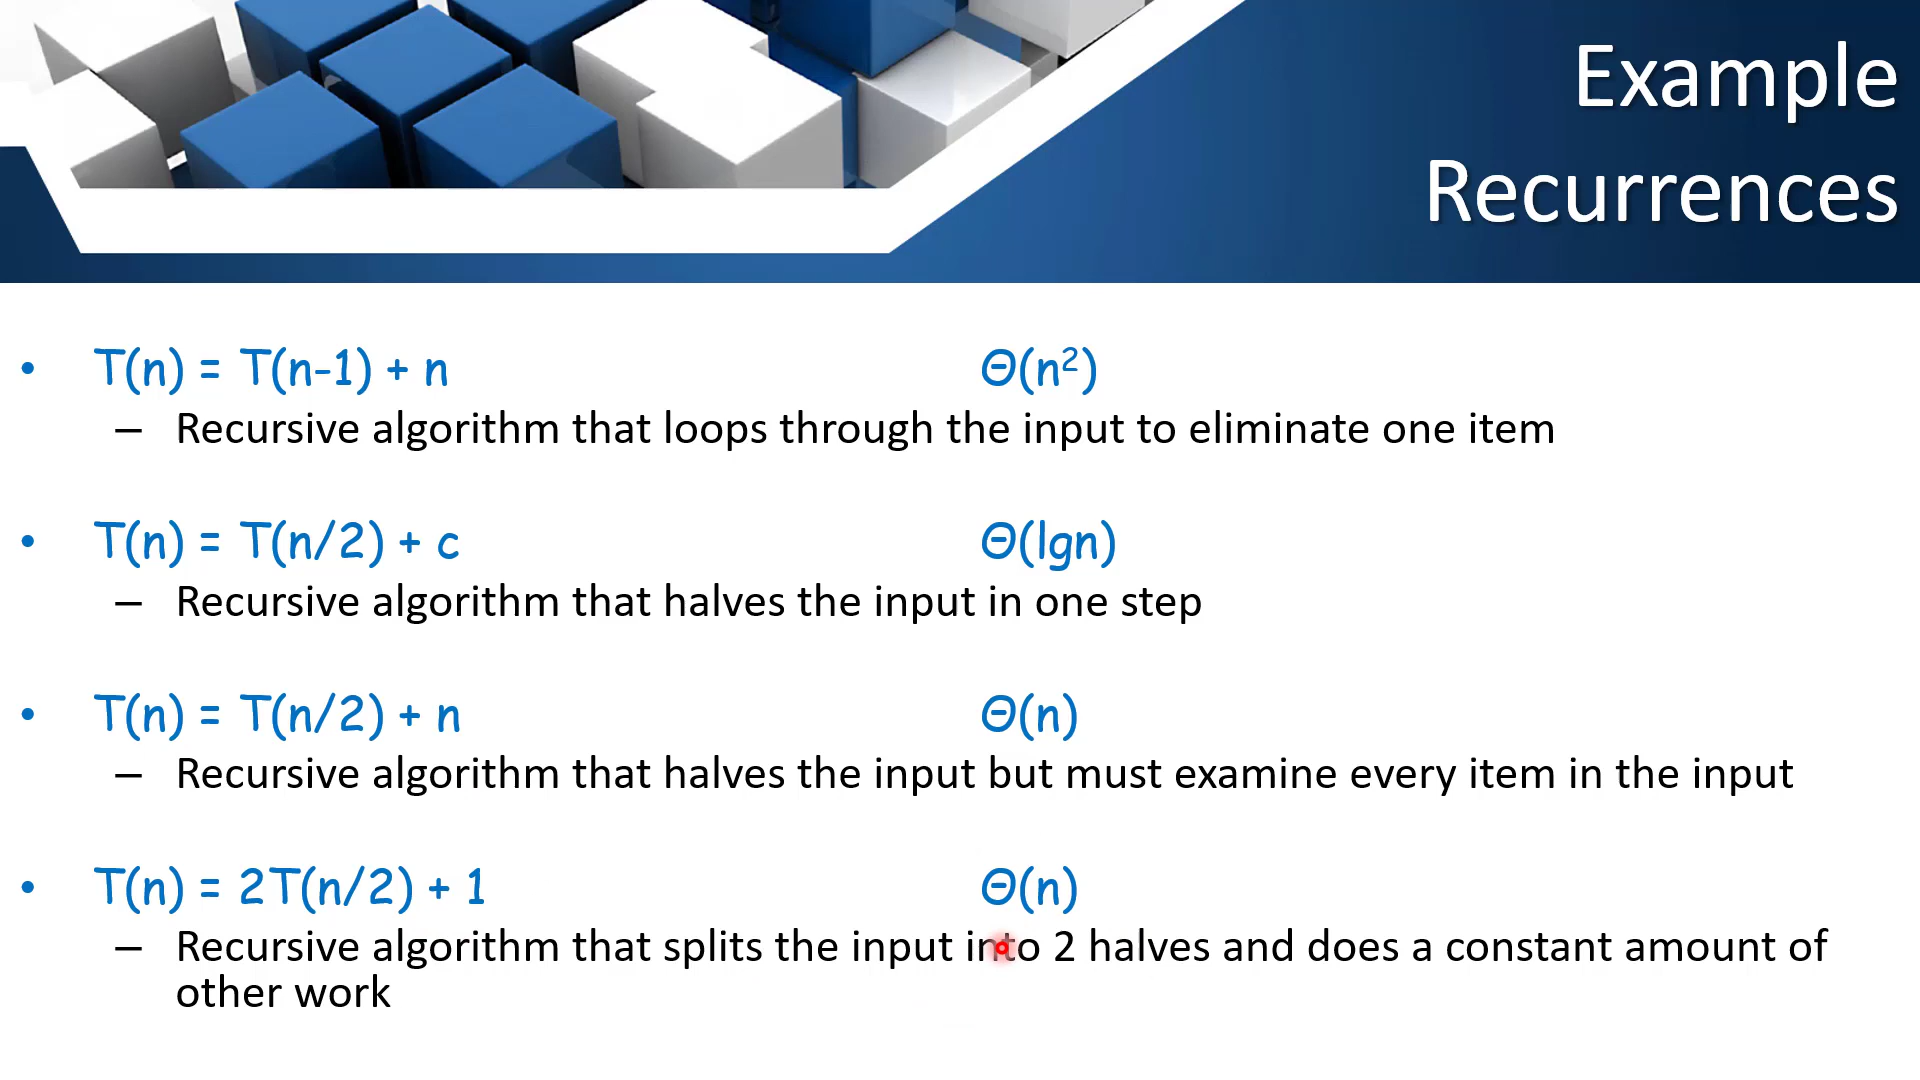 Example
Recurrences
• T(n) = T(n-1) + n Θ(n²)
– Recursive algorithm that loops through the input to eliminate one item
• T(n) = T(n/2) + c Θ(lgn)
– Recursive algorithm that halves the input in one step
• T(n) = T(n/2) + n Θ(n)
– Recursive algorithm that halves the input but must examine every item in the input
• T(n) = 2T(n/2) + 1 Θ(n)
– Recursive algorithm that splits the input into 2 halves and does a constant amount of
other work